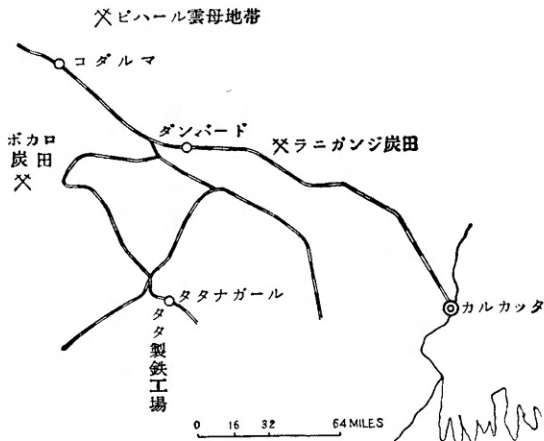 ビハール雲母地帯
コダルマ
ダンバード
ラニガンジ炭田
ボカロ
炭田
タタナガール
カルカッタ
タタ製鉄工場
0 16 32 64 MILES